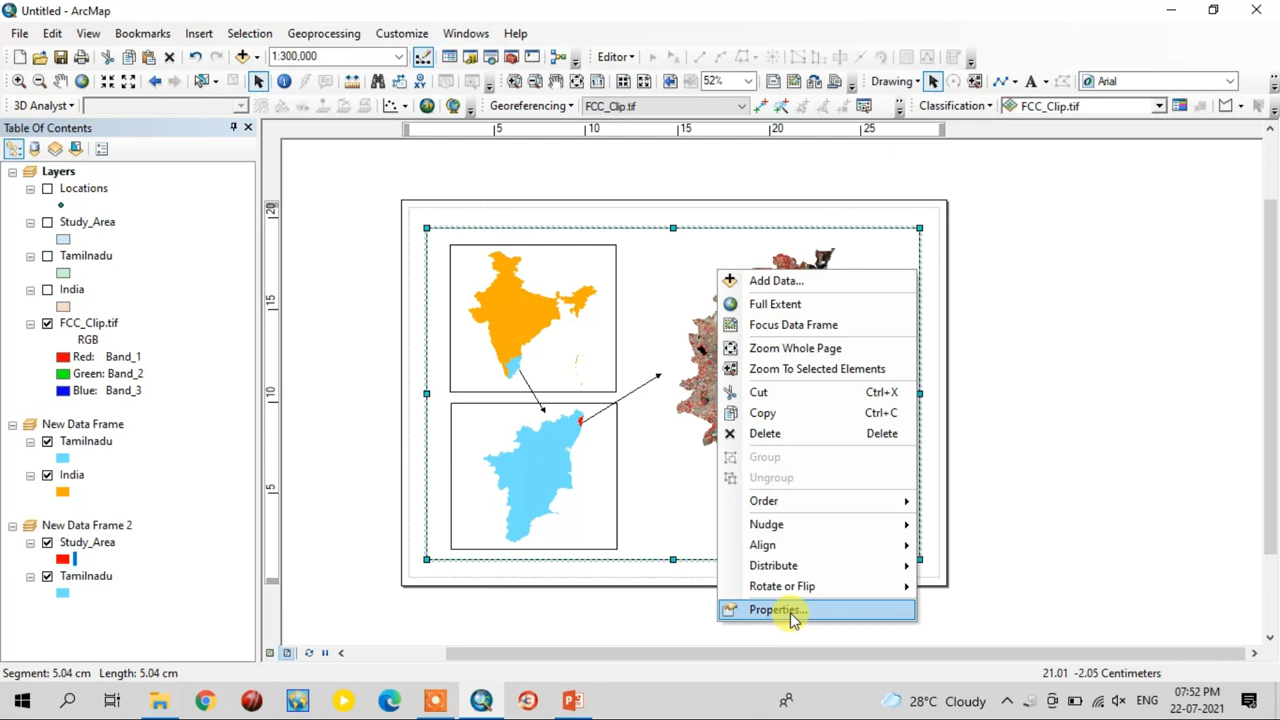 Untitled - ArcMap
File Edit View Bookmarks Insert Selection Geoprocessing Customize Windows Help
1:300,000 Editor
52% Drawing A Arial
3D Analyst Georeferencing FCC_Clip.tif Classification FCC_Clip.tif
Table Of Contents
5 10 15 20 25
Layers
Locations
Study_Area
Tamilnadu
India
FCC_Clip.tif
RGB
Red: Band_1
Green: Band_2
Blue: Band_3
New Data Frame
Tamilnadu
India
New Data Frame 2
Study_Area
Tamilnadu
20
15
10
5
Add Data...
Full Extent
Focus Data Frame
Zoom Whole Page
Zoom To Selected Elements
Cut Ctrl+X
Copy Ctrl+C
Delete Delete
Group
Ungroup
Order
Nudge
Align
Distribute
Rotate or Flip
Properties...
Segment: 5.04 cm Length: 5.04 cm 21.01 -2.05 Centimeters
28°C Cloudy ENG 07:52 PM
22-07-2021